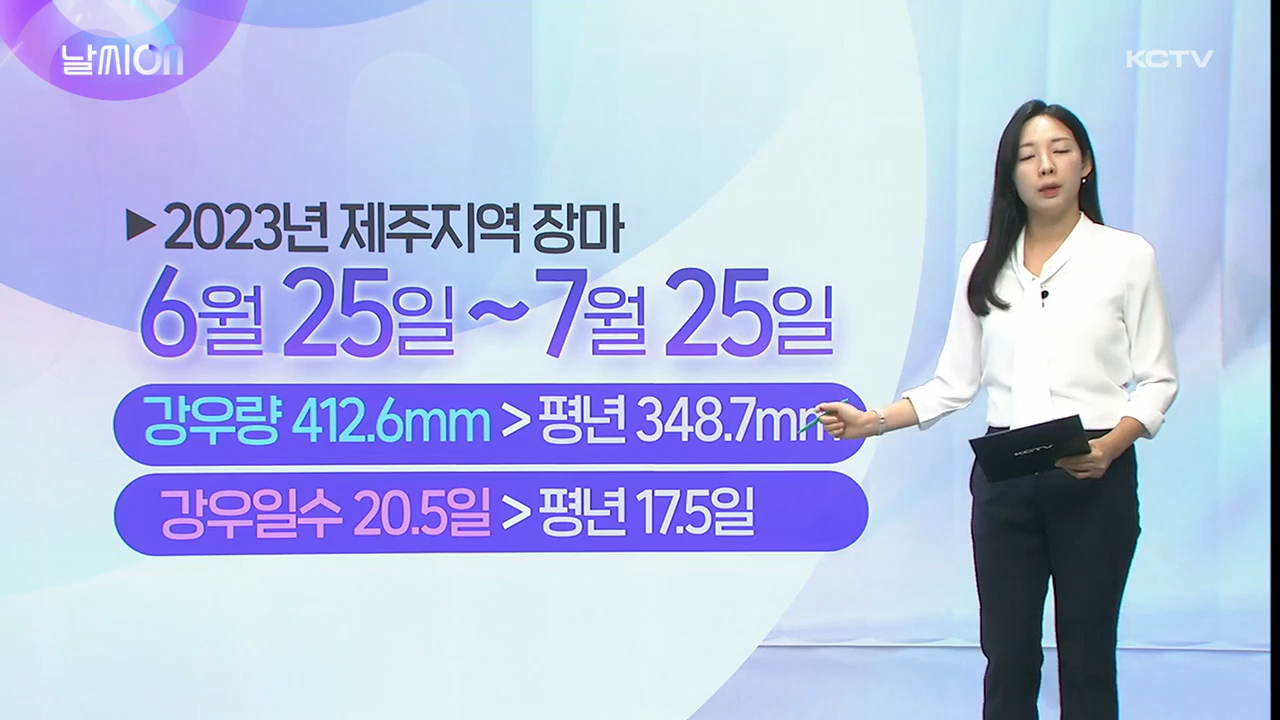 날씨On
KCTV
▶2023년 제주지역 장마
6월 25일~7월 25일
강우량 412.6mm > 평년 348.7mm
강우일수 20.5일 > 평년 17.5일
KCTV